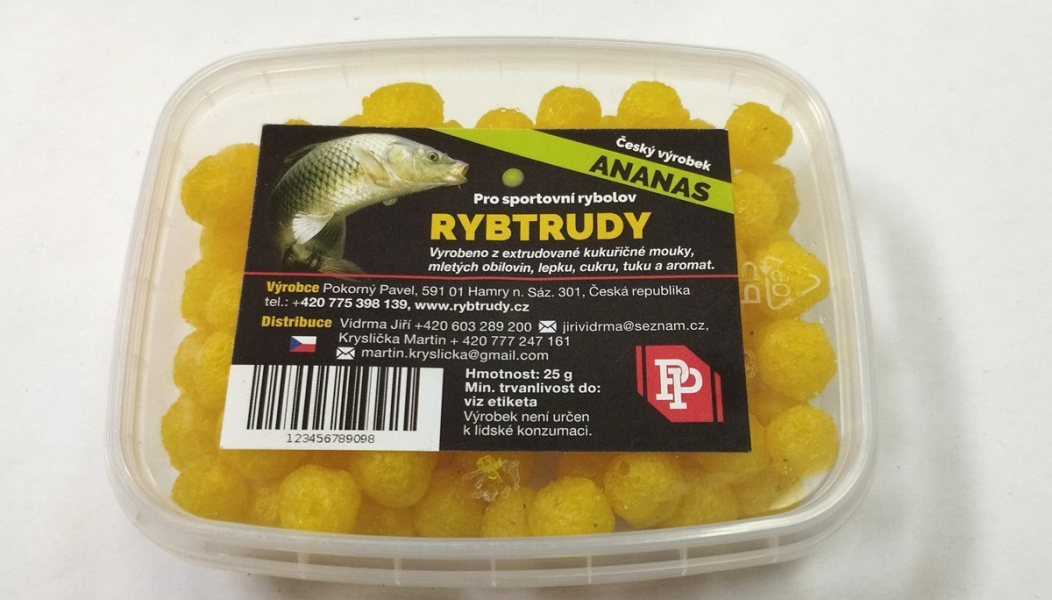 Český výrobek
ANANAS
Pro sportovní rybolov
RYBTRUDY
Vyrobeno z extrudované kukuřičné mouky,
mletých obilovin, lepku, cukru, tuku a aromat.
Výrobce Pokorný Pavel, 591 01 Hamry n. Sáz. 301, Česká republika
tel.: +420 775 398 139, www.rybtrudy.cz
Distribuce Vidrma Jiří +420 603 289 200 jirividrma@seznam.cz,
Kryslička Martin + 420 777 247 161
martin.kryslicka@gmail.com
Hmotnost: 25 g
Min. trvanlivost do:
viz etiketa
Výrobek není určen
k lidské konzumaci.
123456789098
PP